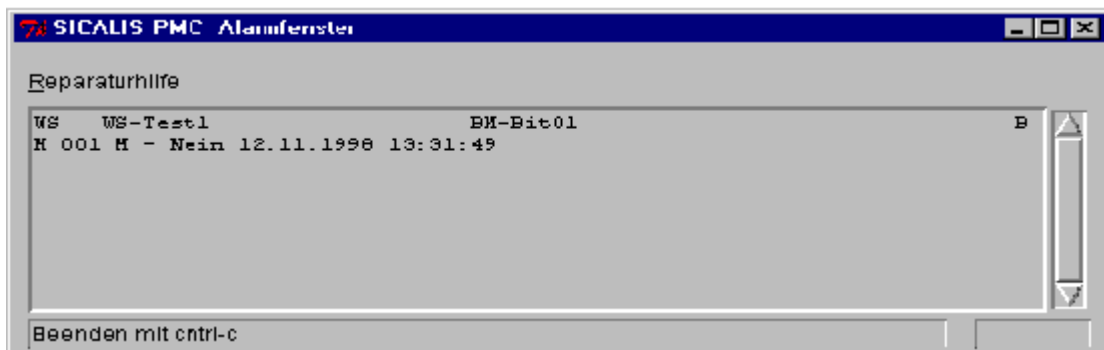 SICALIS PMC Alarmfenster
Reparaturhilfe
WS WS-Test1 BM-Bit01 B
M 001 M - Nein 12.11.1998 13:31:49
Beenden mit cntrl-c